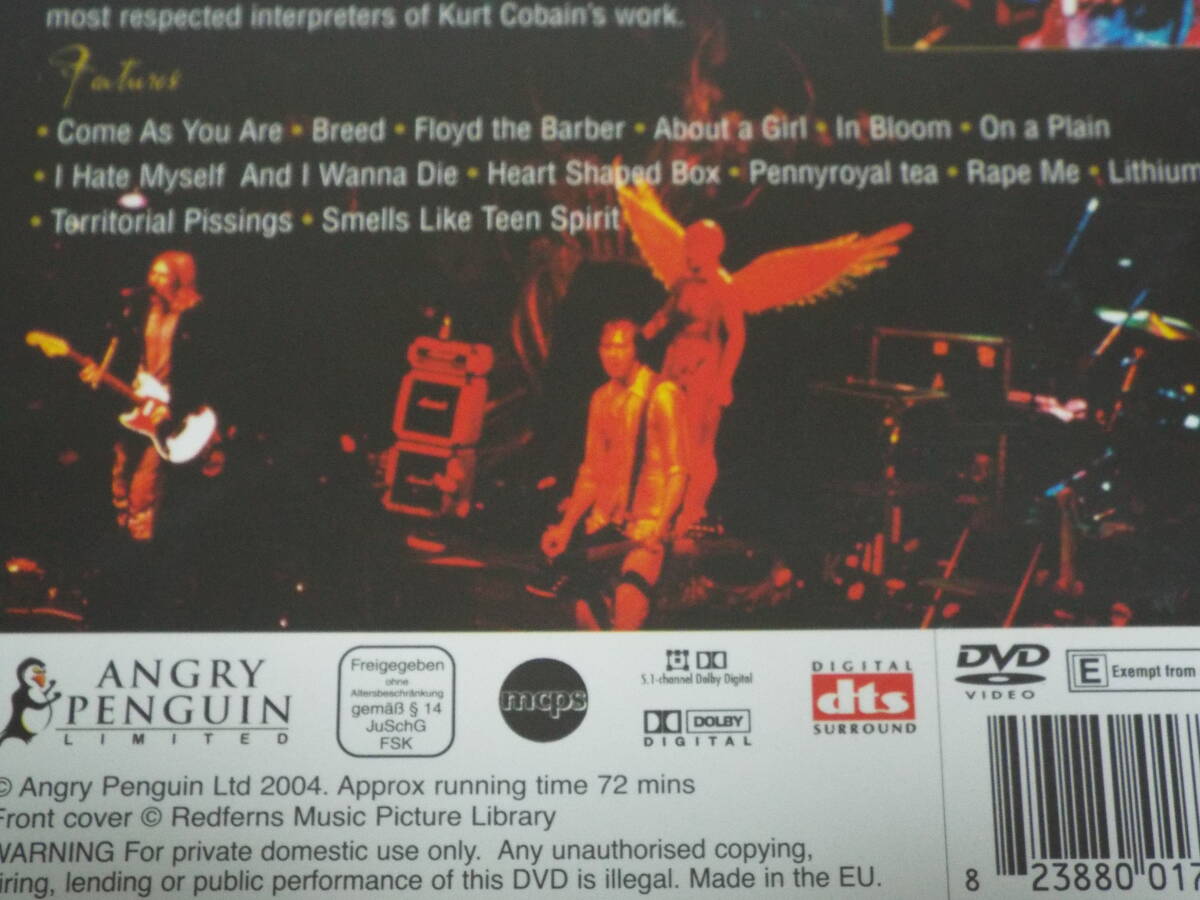 most respected interpreters of Kurt Cobain's work.
Features
• Come As You Are • Breed • Floyd the Barber • About a Girl • In Bloom • On a Plain
• I Hate Myself And I Wanna Die • Heart Shaped Box • Pennyroyal tea • Rape Me • Lithium
• Territorial Pissings • Smells Like Teen Spirit
Marshall
ANGRY
PENGUIN
LIMITED
Freigegeben
ohne
Altersbeschränkung
gemäß § 14
JuSchG
FSK
mcps
5.1-channel Dolby Digital
DOLBY
DIGITAL
DIGITAL
dts
SURROUND
DVD
VIDEO
E Exempt from
© Angry Penguin Ltd 2004. Approx running time 72 mins
Front cover © Redferns Music Picture Library
WARNING For private domestic use only. Any unauthorised copying,
iring, lending or public performance of this DVD is illegal. Made in the EU.
8 23880 017